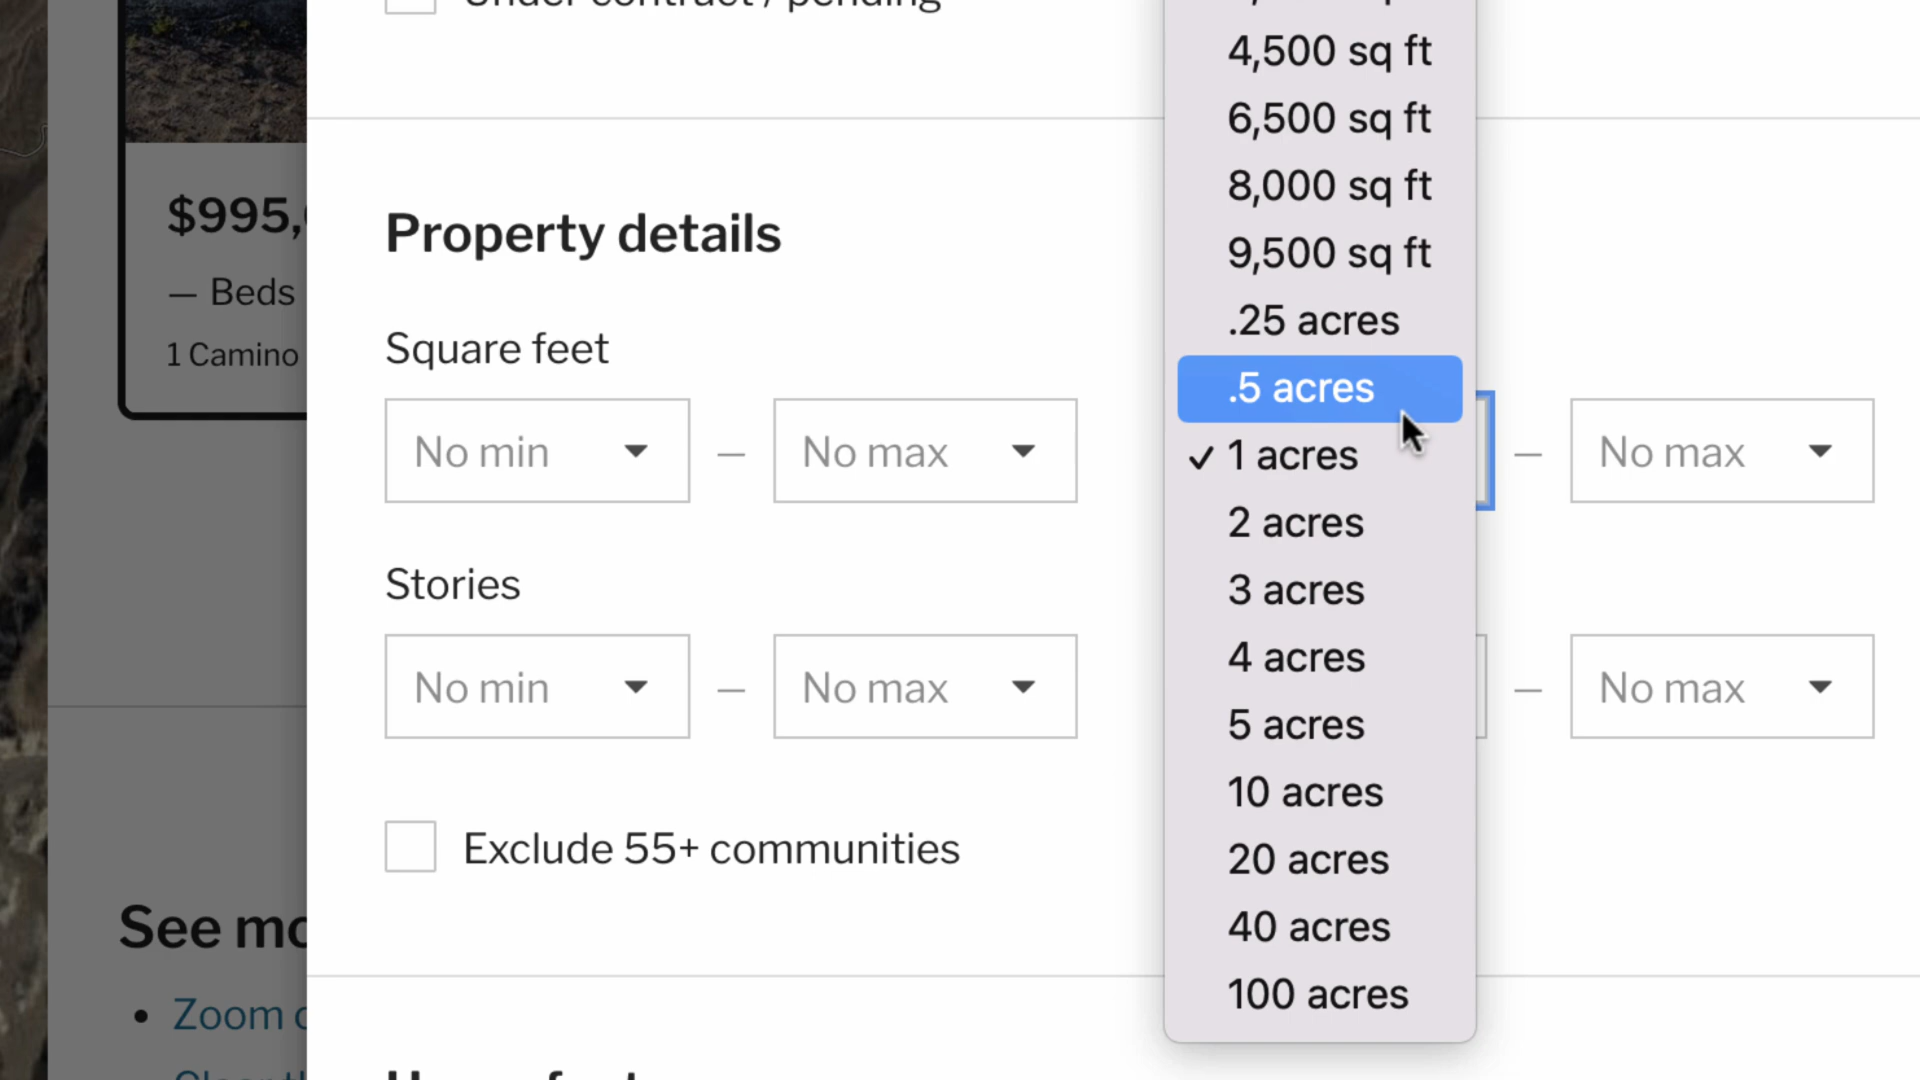 Under contract / pending
$995,
— Beds
1 Camino
See mo
Zoom
Property details
Square feet
No min
—
No max
Stories
No min
—
No max
Exclude 55+ communities
4,500 sq ft
6,500 sq ft
8,000 sq ft
9,500 sq ft
.25 acres
.5 acres
✓ 1 acres
2 acres
3 acres
4 acres
5 acres
10 acres
20 acres
40 acres
100 acres
—
No max
—
No max